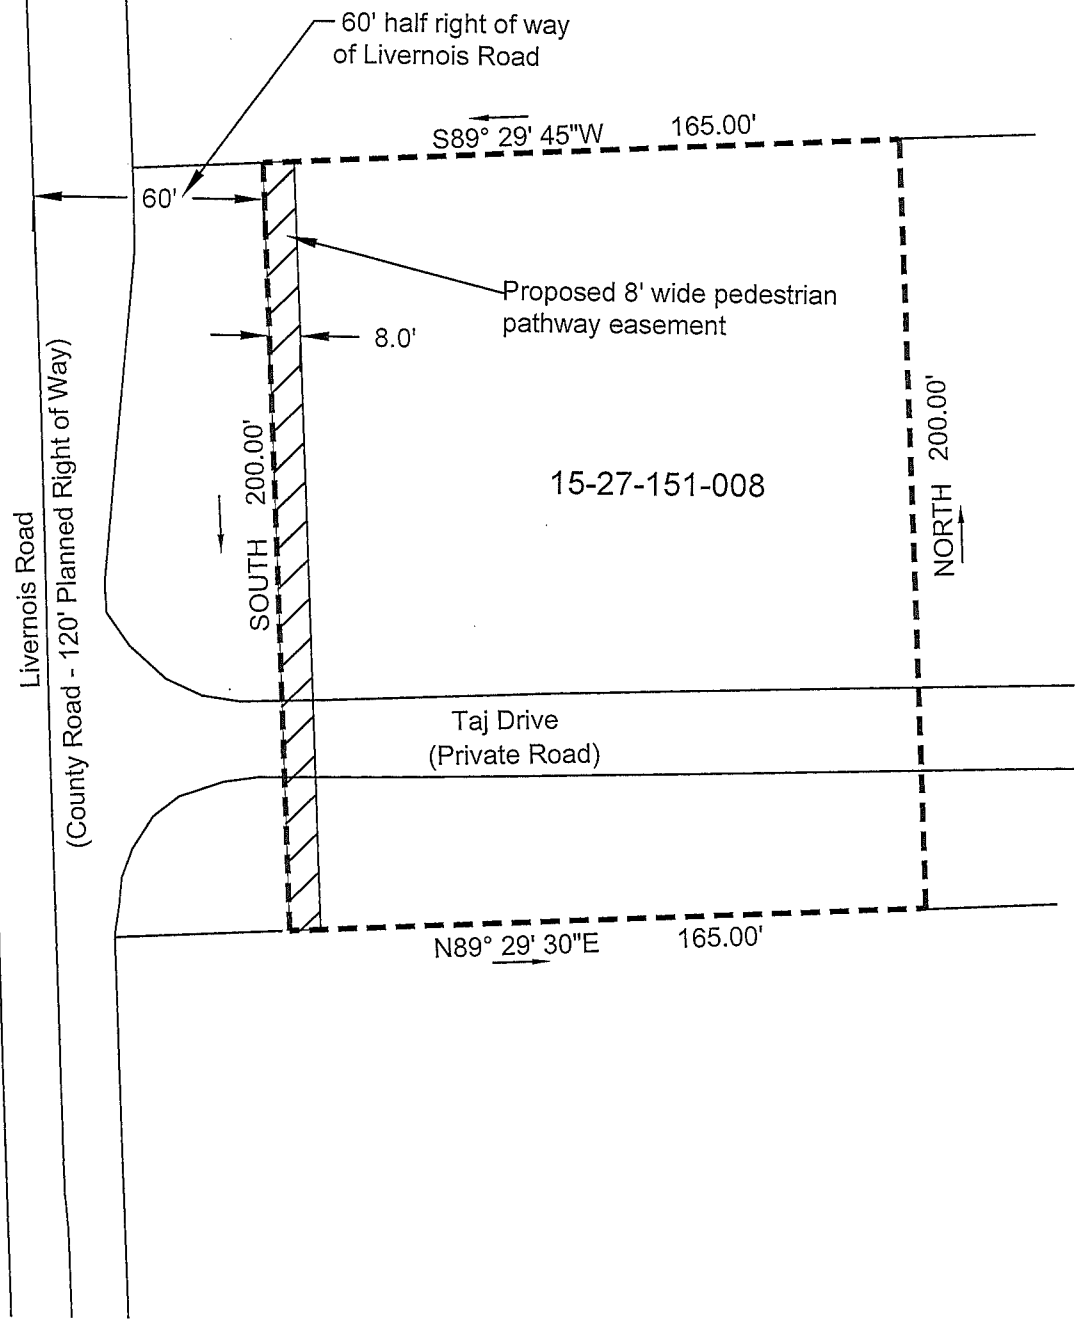 60' half right of way
of Livernois Road
S89° 29' 45"W 165.00'
60'
Proposed 8' wide pedestrian
pathway easement
8.0'
Livernois Road
(County Road - 120' Planned Right of Way)
SOUTH 200.00'
15-27-151-008
NORTH 200.00'
Taj Drive
(Private Road)
N89° 29' 30"E 165.00'